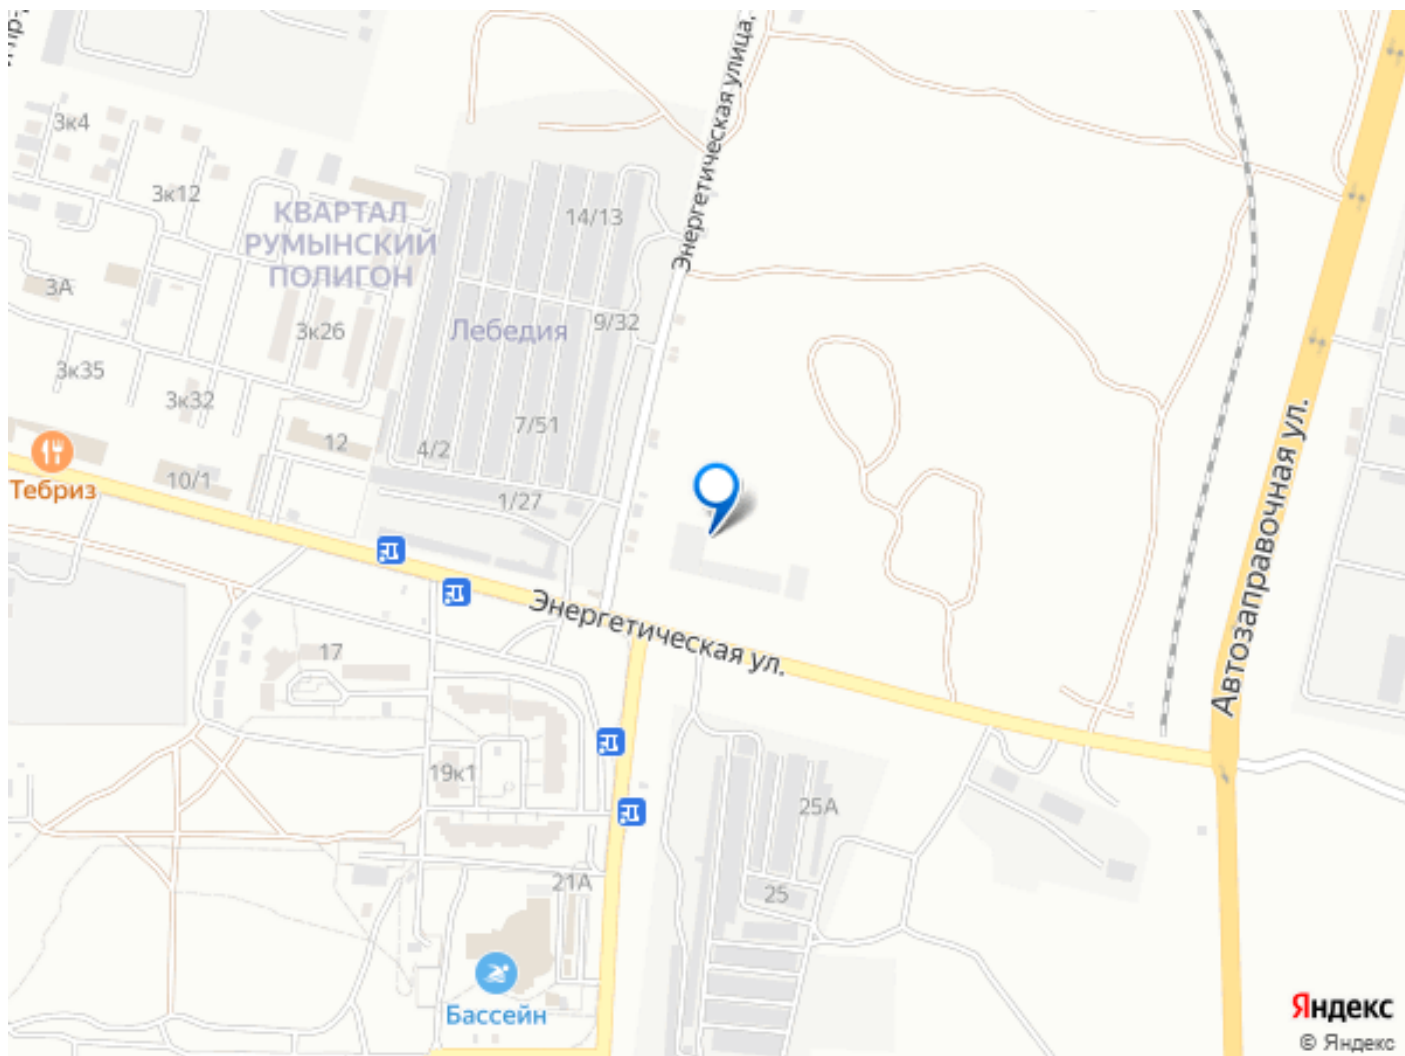 3к4
3к12
КВАРТАЛ
РУМЫНСКИЙ
ПОЛИГОН
14/13
Энергетическая улица,
3А
3к26
Лебедия
9/32
3к35
3к32
12
4/2
7/51
Тебриз
10/1
1/27
Энергетическая ул.
Автозаправочная ул.
17
19к1
25А
21А
25
Бассейн
Яндекс
© Яндекс